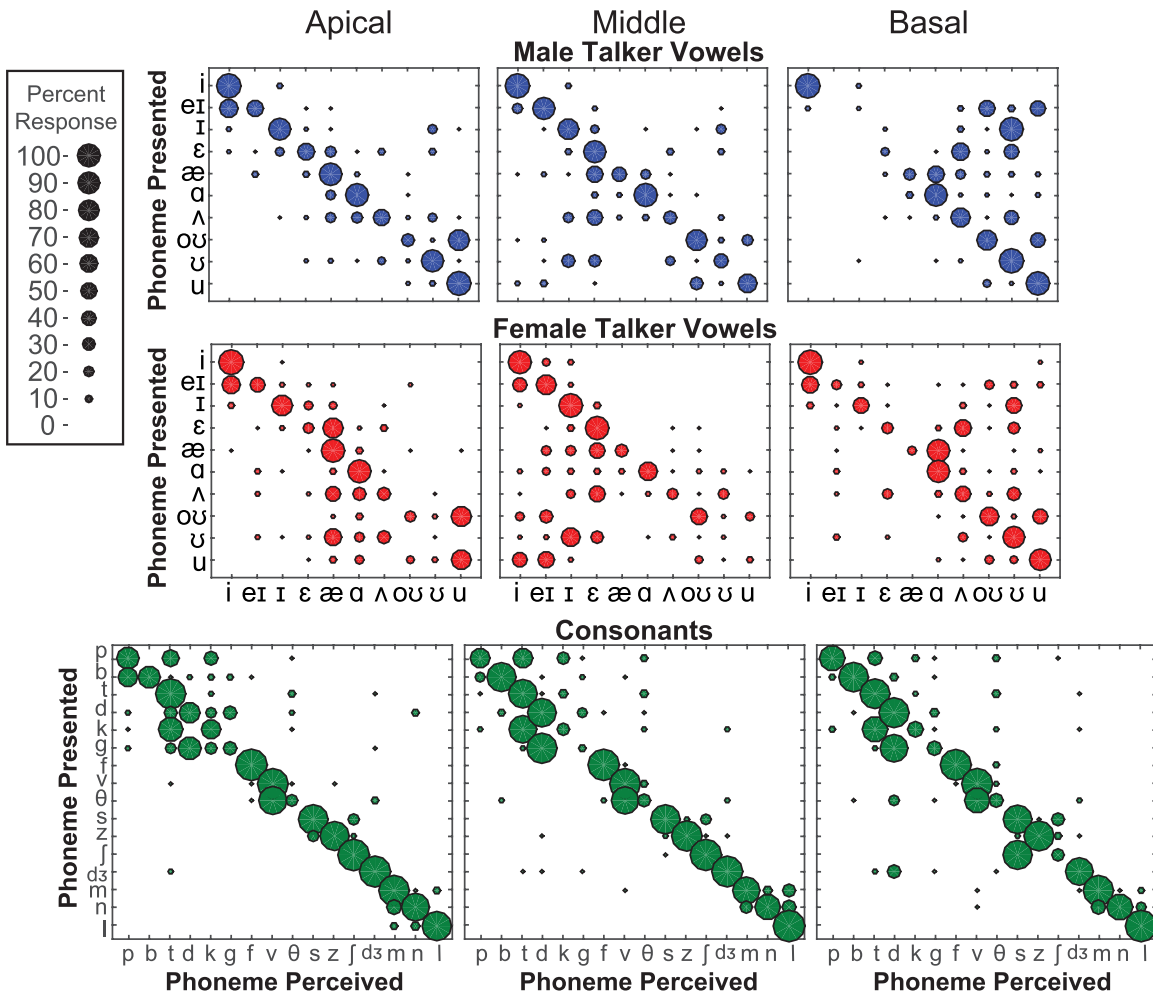 Apical Middle Basal
Male Talker Vowels
Percent
Response
100-
90 -
80 -
70 -
60 -
50 -
40 -
30 -
20 -
10 -
0 -
Phoneme Presented
i
eɪ
ɪ
ɛ
æ
ɑ
ʌ
oʊ
ʊ
u
Female Talker Vowels
Phoneme Presented
i
eɪ
ɪ
ɛ
æ
ɑ
ʌ
oʊ
ʊ
u
i eɪ ɪ ɛ æ ɑ ʌ oʊ ʊ u i eɪ ɪ ɛ æ ɑ ʌ oʊ ʊ u i eɪ ɪ ɛ æ ɑ ʌ oʊ ʊ u
Consonants
Phoneme Presented
p
b
t
d
k
g
f
v
θ
s
z
ʃ
dʒ
m
n
l
p b t d k g f v θ s z ʃ dʒ m n l p b t d k g f v θ s z ʃ dʒ m n l p b t d k g f v θ s z ʃ dʒ m n l
Phoneme Perceived Phoneme Perceived Phoneme Perceived